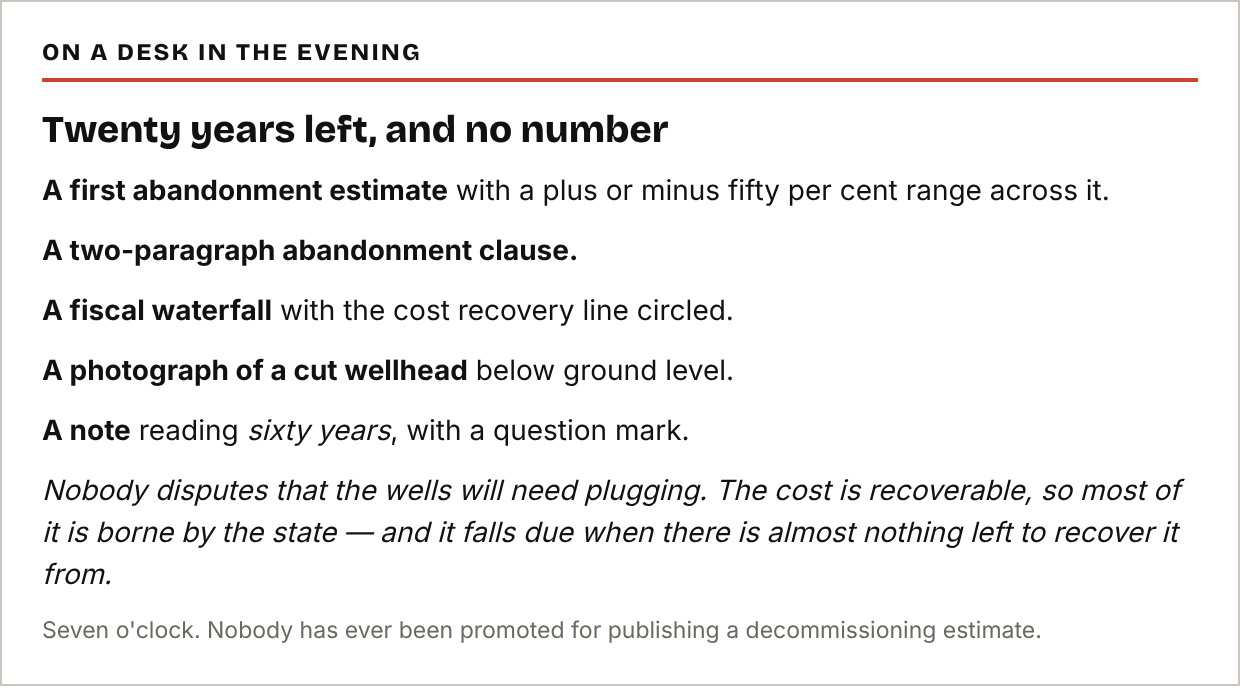 ON A DESK IN THE EVENING
Twenty years left, and no number
A first abandonment estimate with a plus or minus fifty per cent range across it.
A two-paragraph abandonment clause.
A fiscal waterfall with the cost recovery line circled.
A photograph of a cut wellhead below ground level.
A note reading sixty years, with a question mark.
Nobody disputes that the wells will need plugging. The cost is recoverable, so most of
it is borne by the state — and it falls due when there is almost nothing left to recover it
from.
Seven o'clock. Nobody has ever been promoted for publishing a decommissioning estimate.